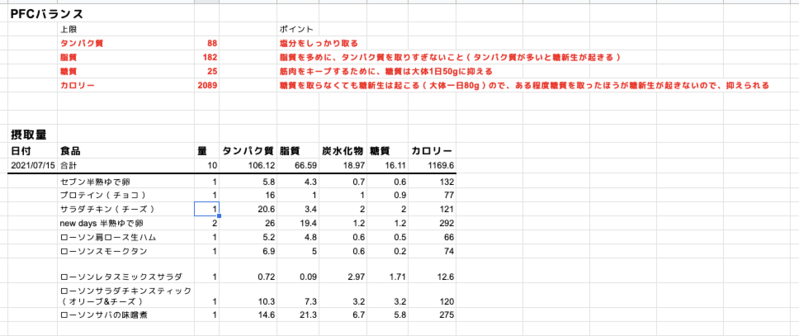 PFCバランス
上限 ポイント
タンパク質 88 塩分をしっかり取る
脂質 182 脂質を多めに、タンパク質を取りすぎないこと ( タンパク質が多いと糖新生が起きる )
糖質 25 筋肉をキープするために、糖質は大体1日50gに抑える
カロリー 2089 糖質を取らなくても糖新生は起こる ( 大体一日80g ) ので、ある程度糖質を取ったほうが糖新生が起きないので、抑えられる
摂取量
日付 食品 量 タンパク質 脂質 炭水化物 糖質 カロリー
2021/07/15 合計 10 106.12 66.59 18.97 16.11 1169.6
セブン半熟ゆで卵 1 5.8 4.3 0.7 0.6 132
プロテイン ( チョコ ) 1 16 1 1 0.9 77
サラダチキン ( チーズ ) 1 20.6 3.4 2 2 121
new days 半熟ゆで卵 2 26 19.4 1.2 1.2 292
ローソン肩ロース生ハム 1 5.2 4.8 0.6 0.5 66
ローソンスモークタン 1 6.9 5 0.6 0.2 74
ローソンレタスミックスサラダ 1 0.72 0.09 2.97 1.71 12.6
ローソンサラダチキンスティック
( オリーブ&チーズ ) 1 10.3 7.3 3.2 3.2 120
ローソンサバの味噌煮 1 14.6 21.3 6.7 5.8 275